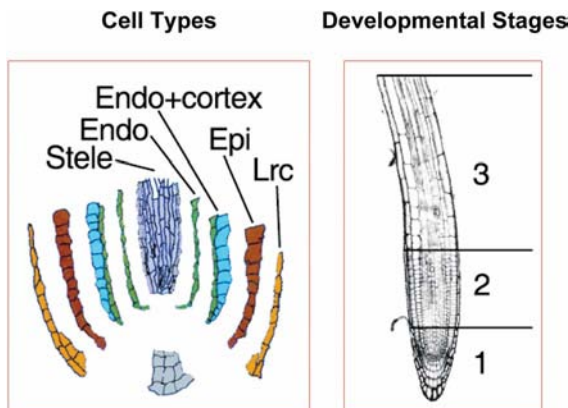 Cell Types
Developmental Stages
Endo+cortex
Endo
Epi
Stele
Lrc
3
2
1